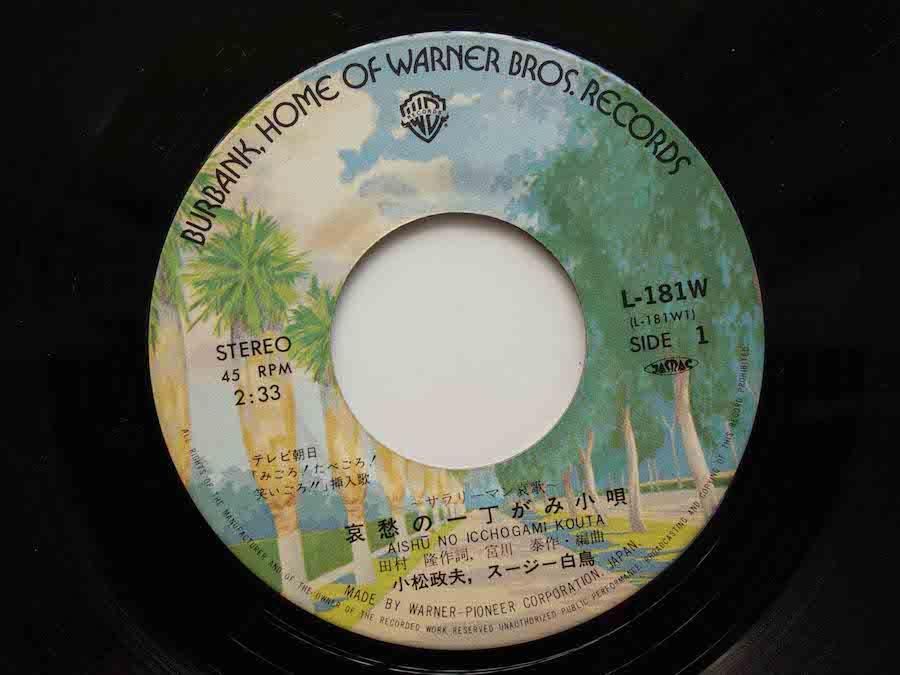 BURBANK, HOME OF WARNER BROS. RECORDS
WB
RECORDS
L-181W
(L-181W1)
SIDE 1
JASRAC
STEREO
45 RPM
2:33
テレビ朝日
「みごろ!たべごろ!
笑いごろ!!」挿入歌
~サラリーマン哀歌~
哀愁の一丁がみ小唄
AISHU NO ICCHOGAMI KOUTA
田村 隆作詞, 宮川 泰作・編曲
小松政夫, スージー白鳥
MADE BY WARNER-PIONEER CORPORATION, JAPAN.
ALL RIGHTS OF THE MANUFACTURER AND OF THE OWNER OF THE RECORDED WORK RESERVED UNAUTHORIZED PUBLIC PERFORMANCE, BROADCASTING AND COPYING OF THIS RECORD PROHIBITED.